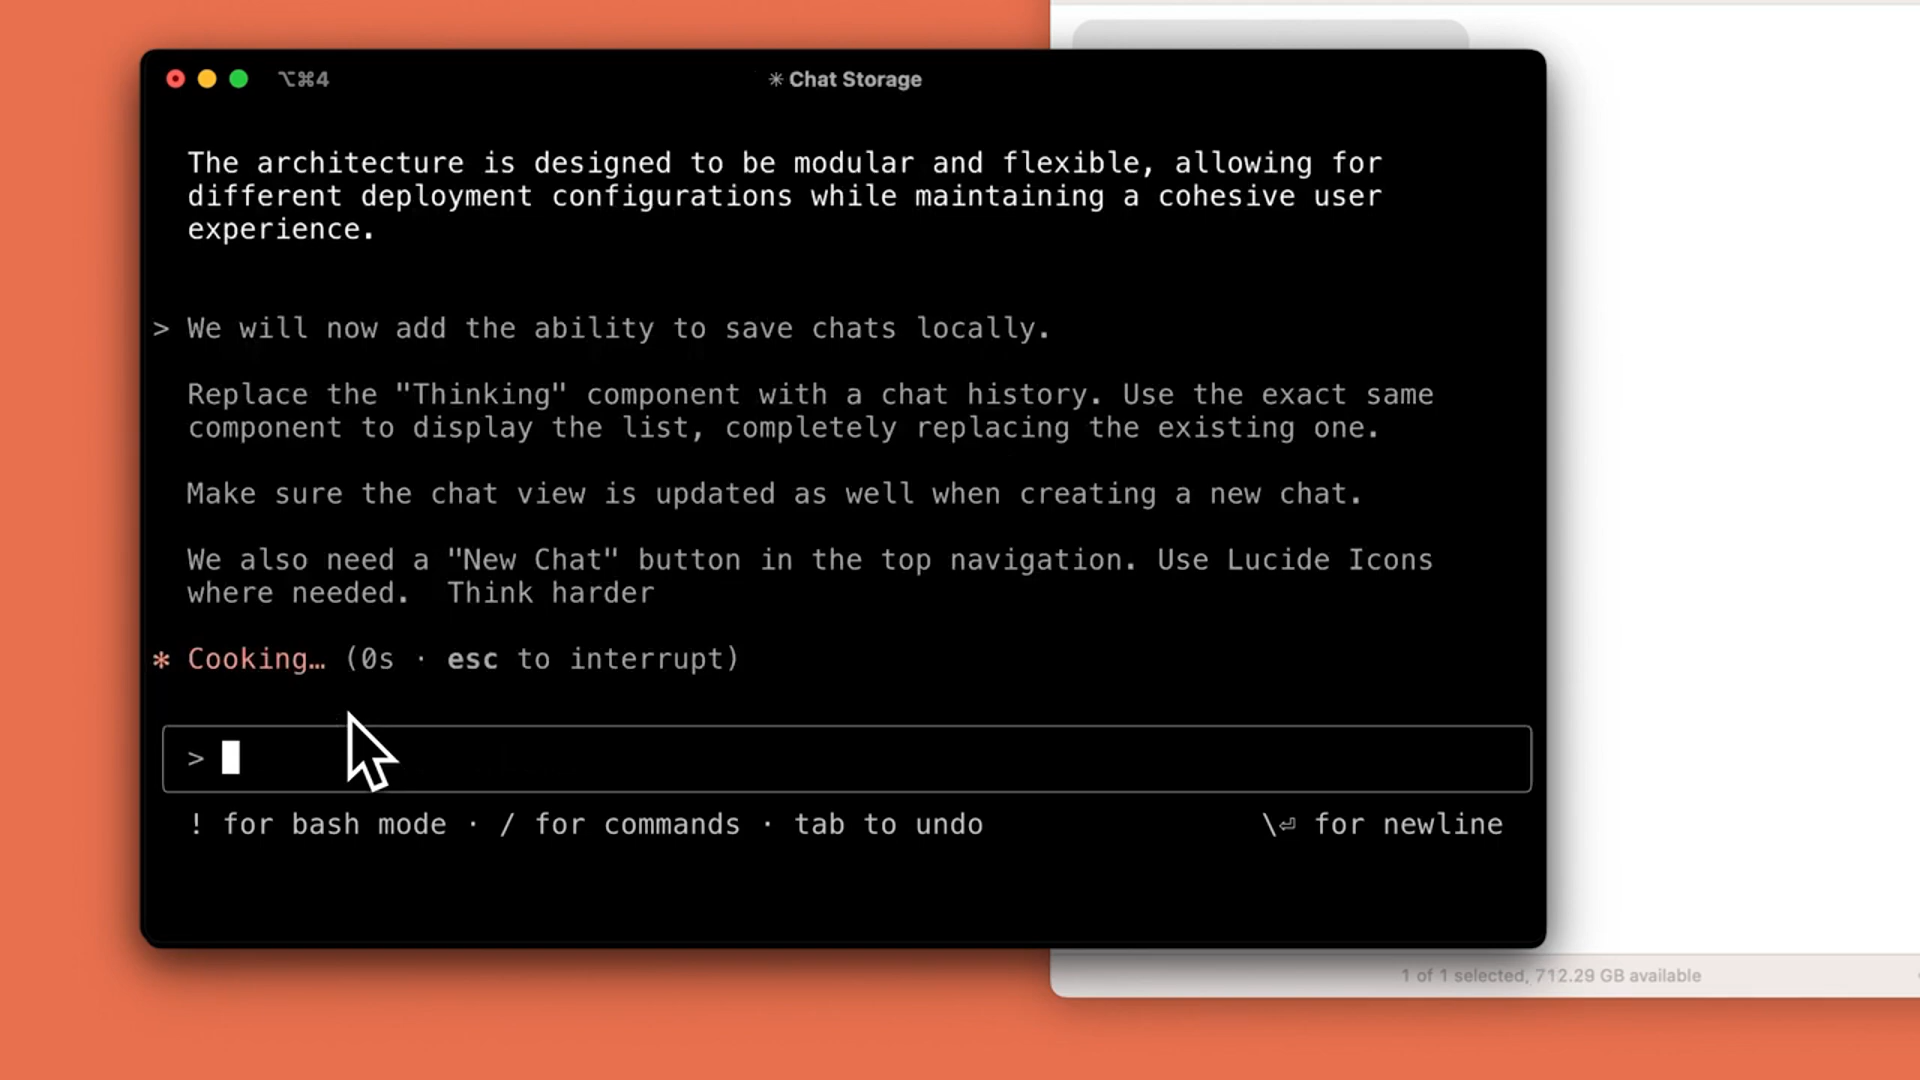 ⌥⌘4
✳ Chat Storage
The architecture is designed to be modular and flexible, allowing for
different deployment configurations while maintaining a cohesive user
experience.
> We will now add the ability to save chats locally.
Replace the "Thinking" component with a chat history. Use the exact same
component to display the list, completely replacing the existing one.
Make sure the chat view is updated as well when creating a new chat.
We also need a "New Chat" button in the top navigation. Use Lucide Icons
where needed.  Think harder
* Cooking… (0s · esc to interrupt)
>
! for bash mode · / for commands · tab to undo
\⏎ for newline
1 of 1 selected, 712.29 GB available